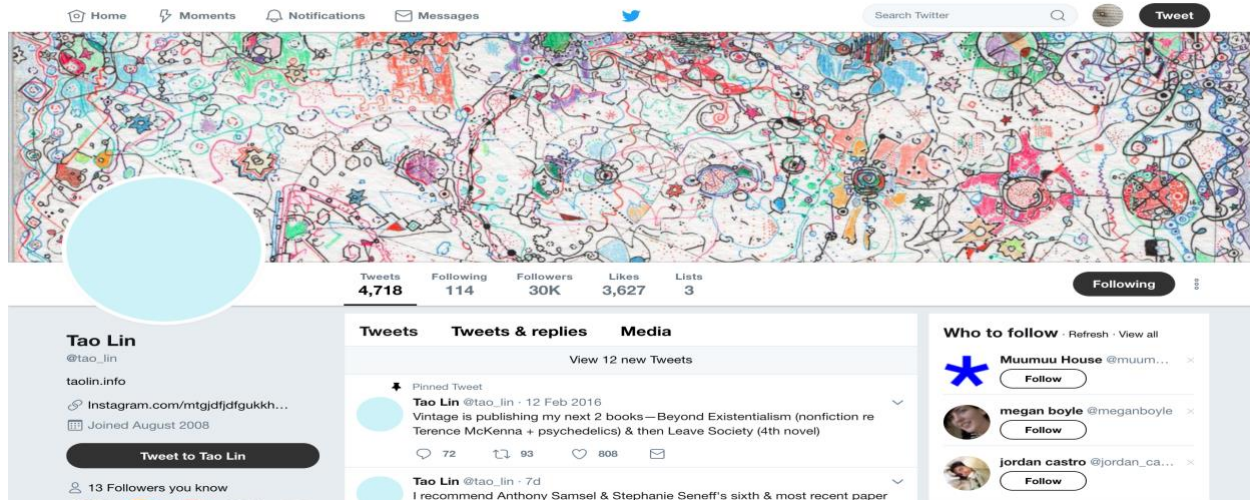 Home Moments Notifications Messages Search Twitter Tweet
Tweets Following Followers Likes Lists
4,718 114 30K 3,627 3
Following
Tao Lin
@tao_lin
taolin.info
Instagram.com/mtgjdfjdfgukkh...
Joined August 2008
Tweet to Tao Lin
13 Followers you know
Tweets Tweets & replies Media
View 12 new Tweets
Pinned Tweet
Tao Lin @tao_lin · 12 Feb 2016
Vintage is publishing my next 2 books—Beyond Existentialism (nonfiction re
Terence McKenna + psychedelics) & then Leave Society (4th novel)
72 93 808
Tao Lin @tao_lin · 7d
I recommend Anthony Samsel & Stephanie Seneff's sixth & most recent paper
Who to follow · Refresh · View all
Muumuu House @muum...
Follow
megan boyle @meganboyle
Follow
jordan castro @jordan_ca...
Follow